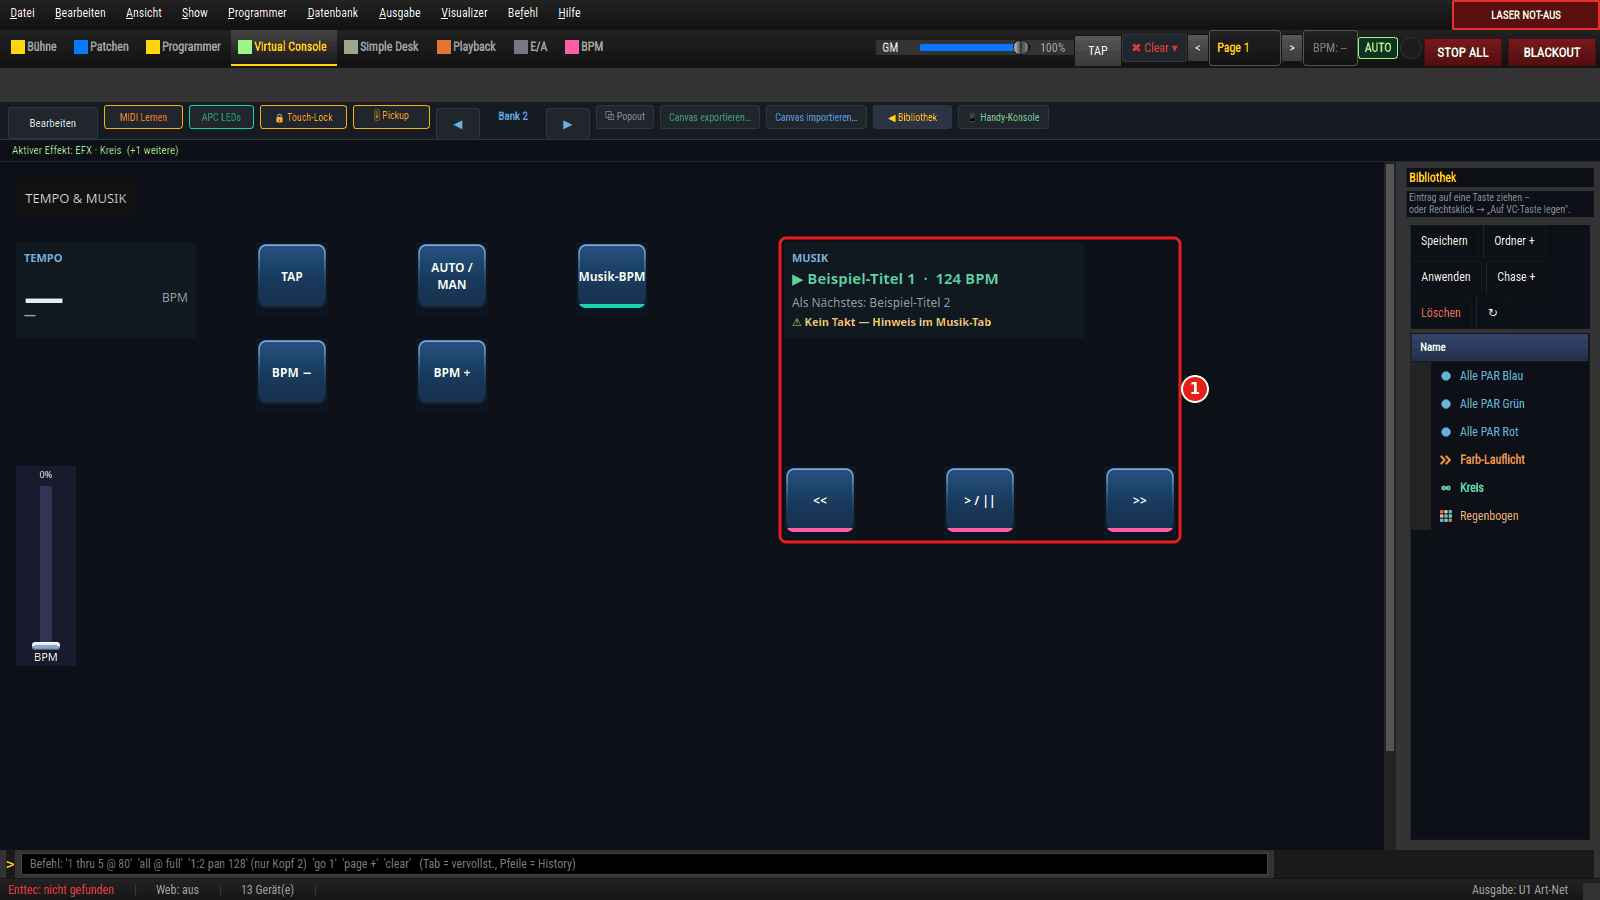 Datei Bearbeiten Ansicht Show Programmer Datenbank Ausgabe Visualizer Befehl Hilfe
LASER NOT-AUS
Bühne Patchen Programmer Virtual Console Simple Desk Playback E/A BPM
GM 100% TAP ✖ Clear ▾ < Page 1 > BPM: -- AUTO STOP ALL BLACKOUT
Bearbeiten MIDI Lernen APC LEDs 🔒 Touch-Lock Pickup ◀ Bank 2 ▶ Popout Canvas exportieren... Canvas importieren... ◀ Bibliothek Handy-Konsole
Aktiver Effekt: EFX · Kreis (+1 weitere)
TEMPO & MUSIK
TEMPO
— BPM
—
TAP
AUTO /
MAN
Musik-BPM
BPM −
BPM +
MUSIK
▶ Beispiel-Titel 1 · 124 BPM
Als Nächstes: Beispiel-Titel 2
⚠ Kein Takt — Hinweis im Musik-Tab
1
<< > / || >>
0%
BPM
Bibliothek
Eintrag auf eine Taste ziehen –
oder Rechtsklick → „Auf VC-Taste legen".
Speichern Ordner +
Anwenden Chase +
Löschen ↻
Name
Alle PAR Blau
Alle PAR Grün
Alle PAR Rot
Farb-Lauflicht
Kreis
Regenbogen
> Befehl: '1 thru 5 @ 80' 'all @ full' '1:2 pan 128' (nur Kopf 2) 'go 1' 'page +' 'clear' (Tab = vervollst., Pfeile = History)
Enttec: nicht gefunden Web: aus 13 Gerät(e) Ausgabe: U1 Art-Net